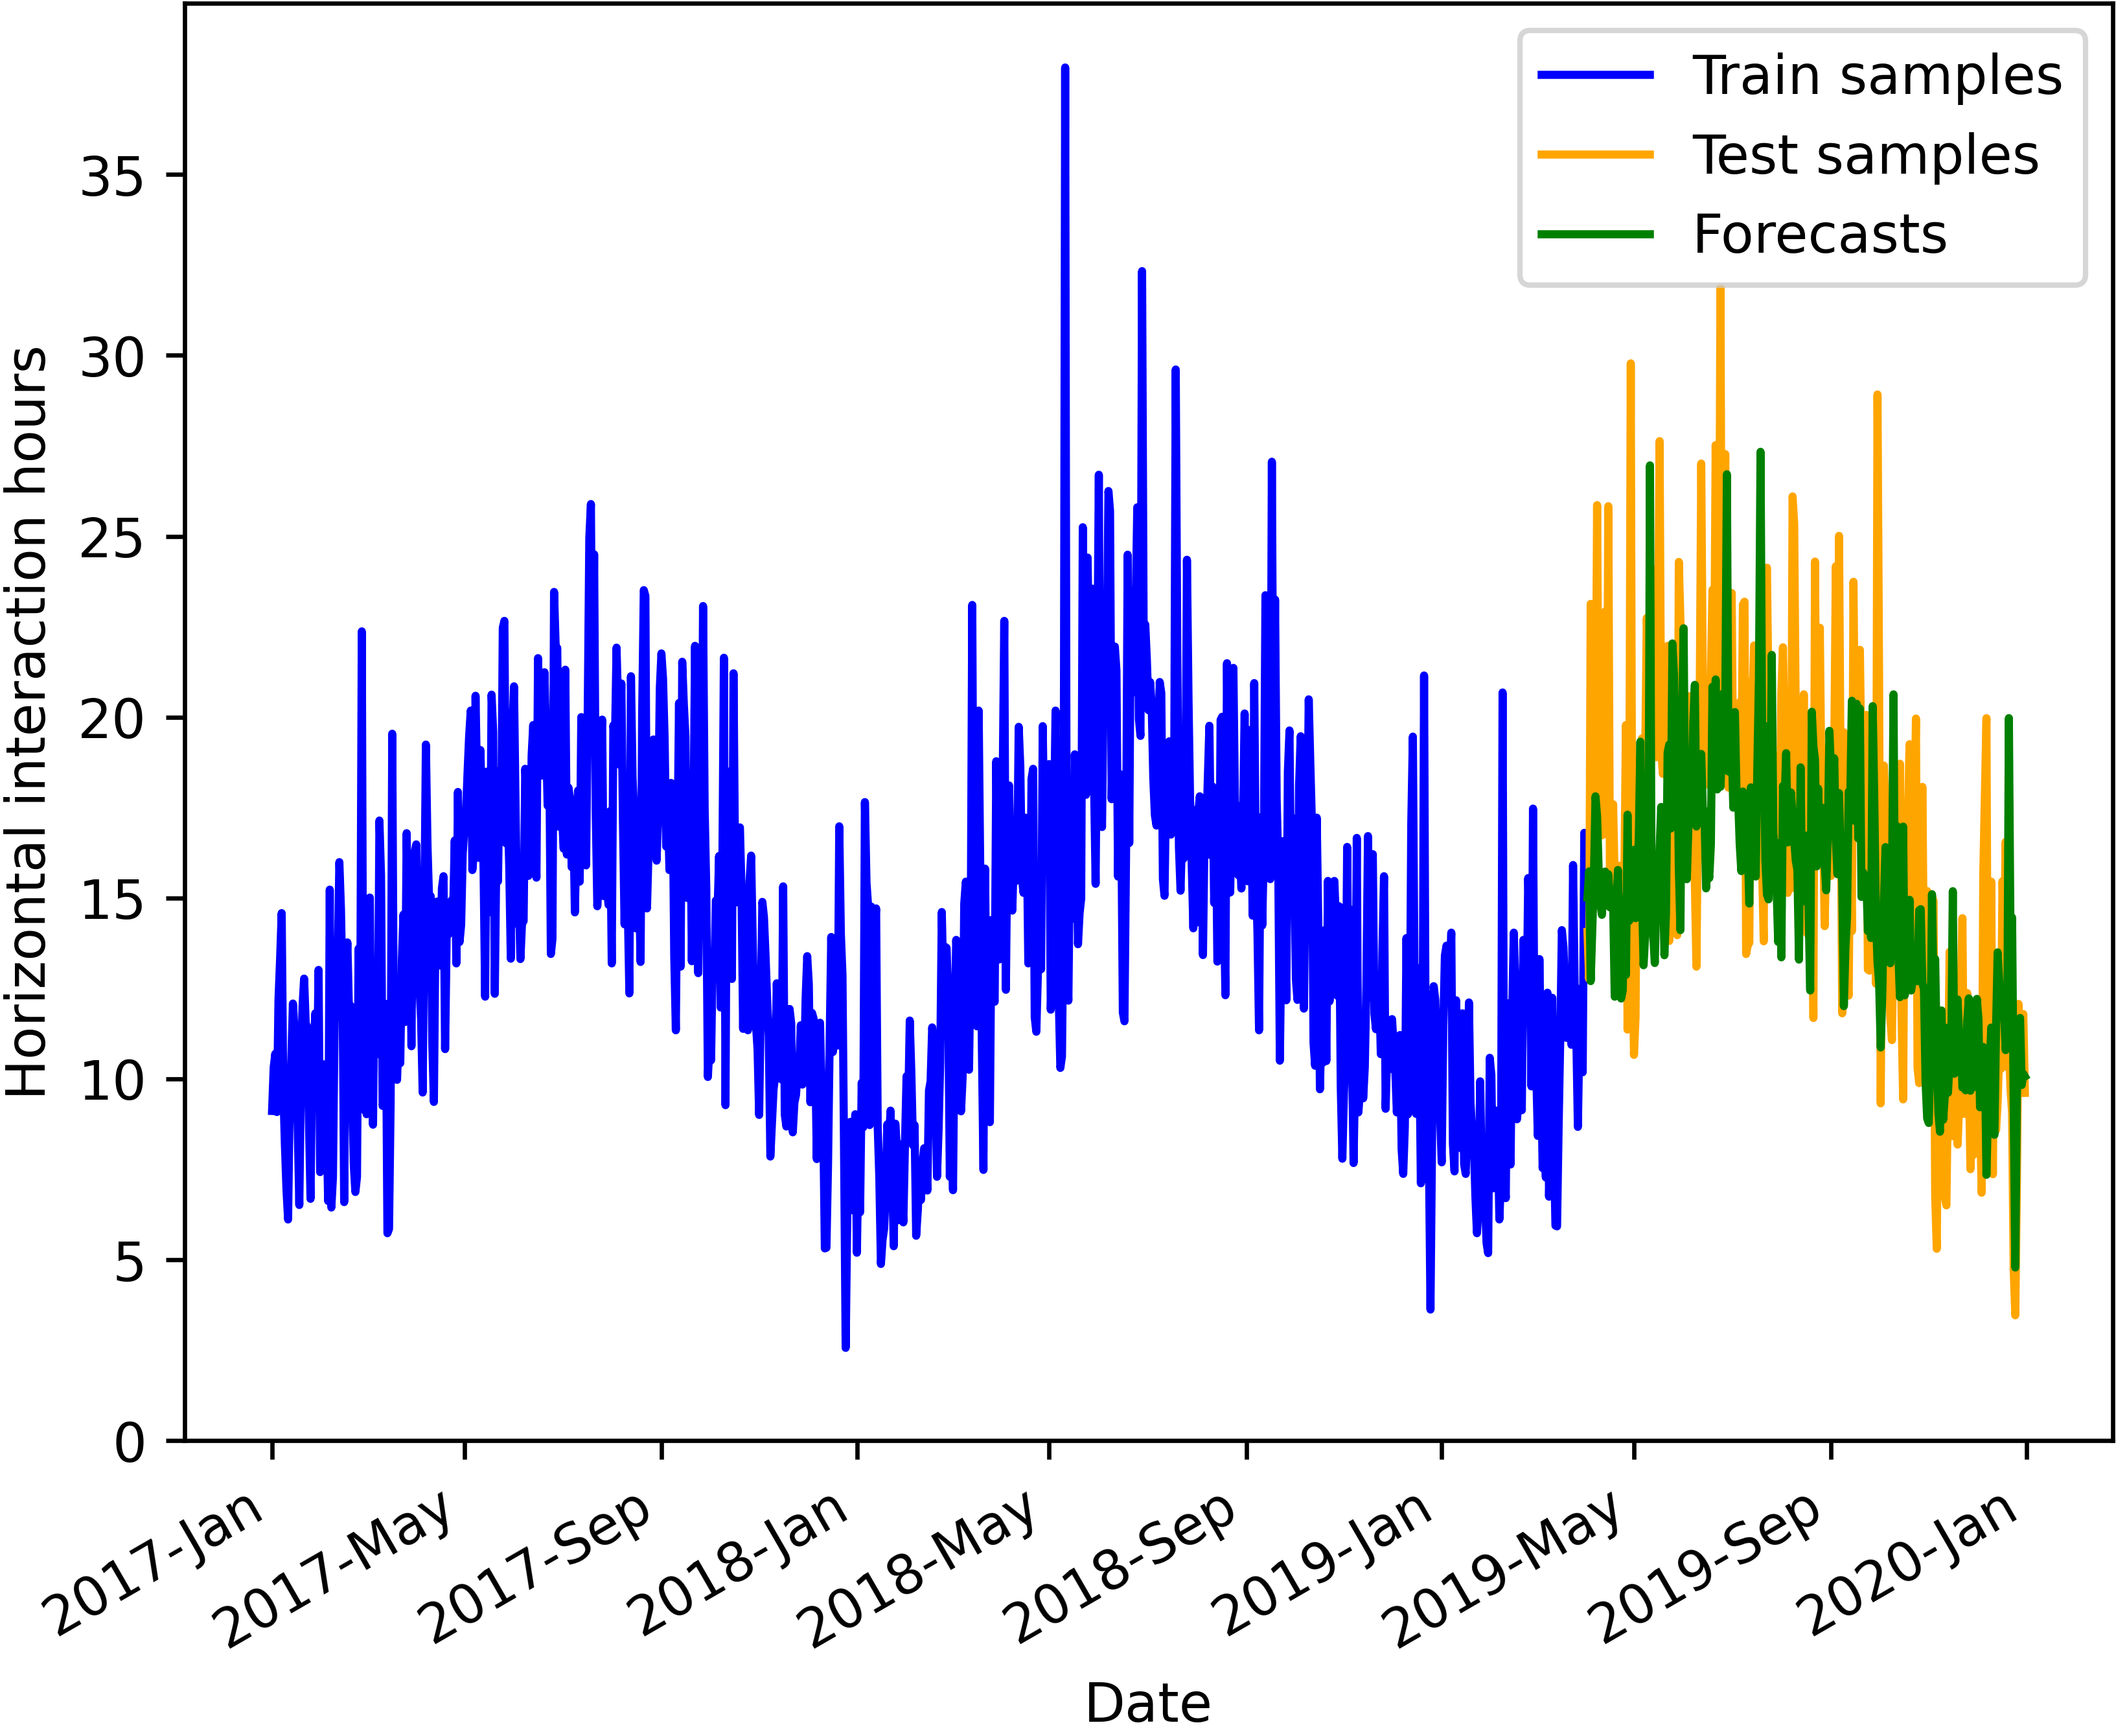 Train samples
Test samples
Forecasts
Horizontal interaction hours
35
30
25
20
15
10
5
0
2017-Jan
2017-May
2017-Sep
2018-Jan
2018-May
2018-Sep
2019-Jan
2019-May
2019-Sep
2020-Jan
Date